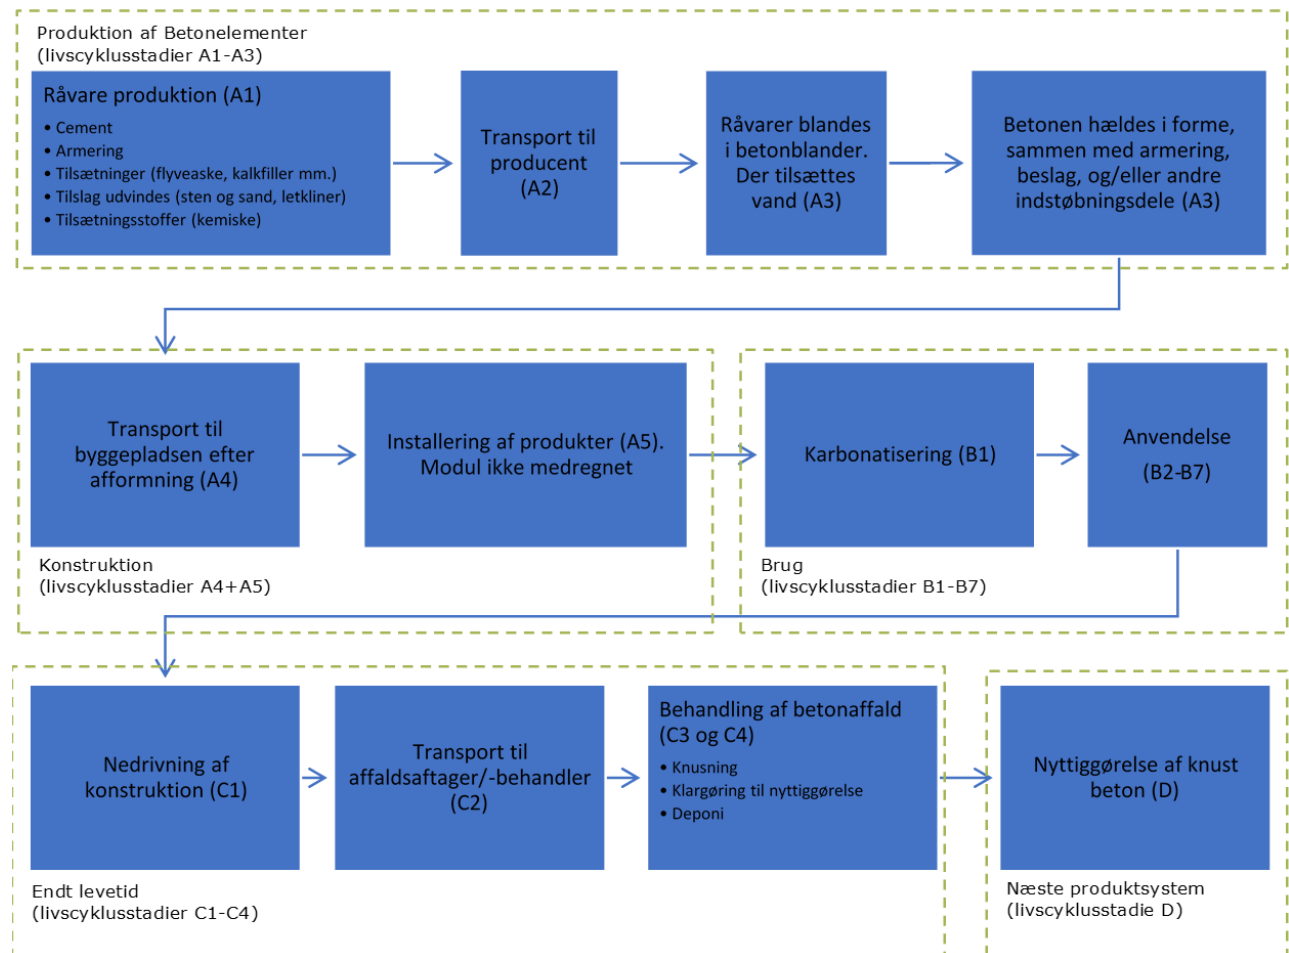 Produktion af Betonelementer
(livscyklusstadier A1-A3)
Råvare produktion (A1)
• Cement
• Armering
• Tilsætninger (flyveaske, kalkfiller mm.)
• Tilslag udvindes (sten og sand, letkliner)
• Tilsætningsstoffer (kemiske)
Transport til
producent
(A2)
Råvarer blandes
i betonblander.
Der tilsættes
vand (A3)
Betonen hældes i forme,
sammen med armering,
beslag, og/eller andre
indstøbningsdele (A3)
Transport til
byggepladsen efter
afformning (A4)
Installering af produkter (A5).
Modul ikke medregnet
Konstruktion
(livscyklusstadier A4+A5)
Karbonatisering (B1)
Anvendelse
(B2-B7)
Brug
(livscyklusstadier B1-B7)
Nedrivning af
konstruktion (C1)
Transport til
affaldsaftager/-behandler
(C2)
Behandling af betonaffald
(C3 og C4)
• Knusning
• Klargøring til nyttiggørelse
• Deponi
Endt levetid
(livscyklusstadier C1-C4)
Nyttiggørelse af knust
beton (D)
Næste produktsystem
(livscyklusstadie D)